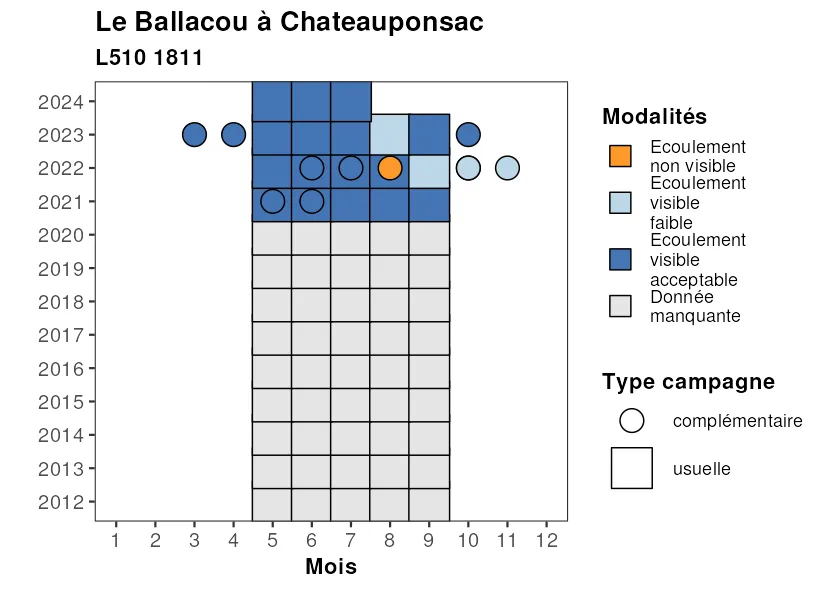 Le Ballacou à Chateauponsac
L510 1811
2024
2023
2022
2021
2020
2019
2018
2017
2016
2015
2014
2013
2012
1 2 3 4 5 6 7 8 9 10 11 12
Mois
Modalités
Ecoulement
non visible
Ecoulement
visible
faible
Ecoulement
visible
acceptable
Donnée
manquante
Type campagne
complémentaire
usuelle